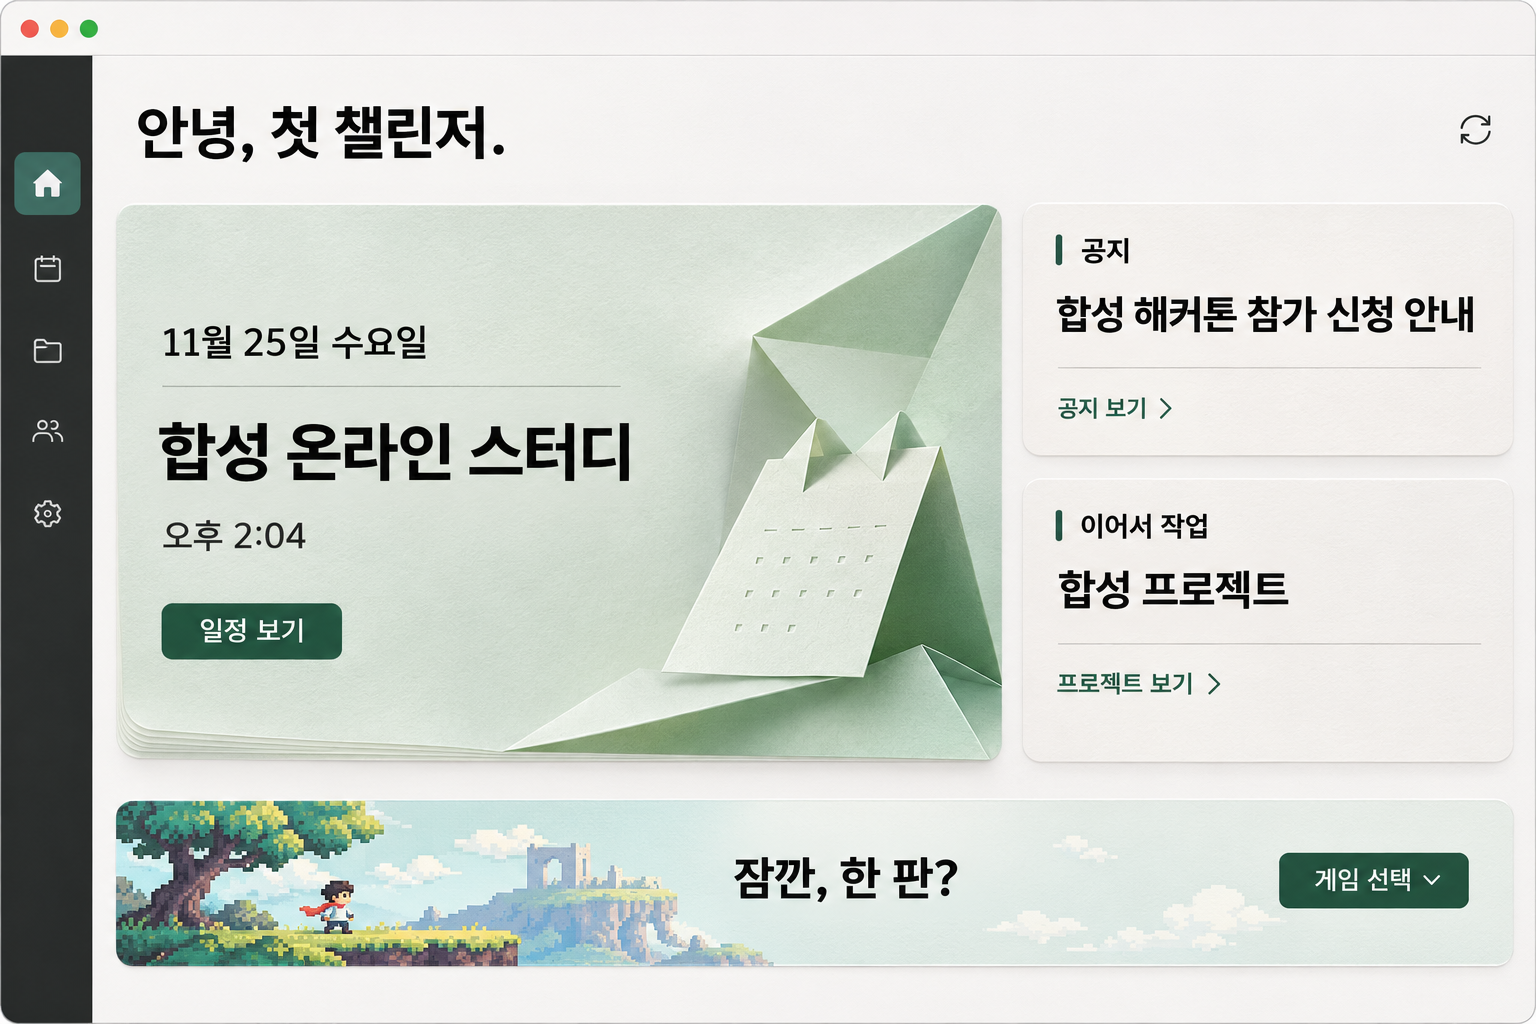 안녕, 첫 챌린저.
11월 25일 수요일
합성 온라인 스터디
오후 2:04
일정 보기
공지
합성 해커톤 참가 신청 안내
공지 보기
이어서 작업
합성 프로젝트
프로젝트 보기
잠깐, 한 판?
게임 선택